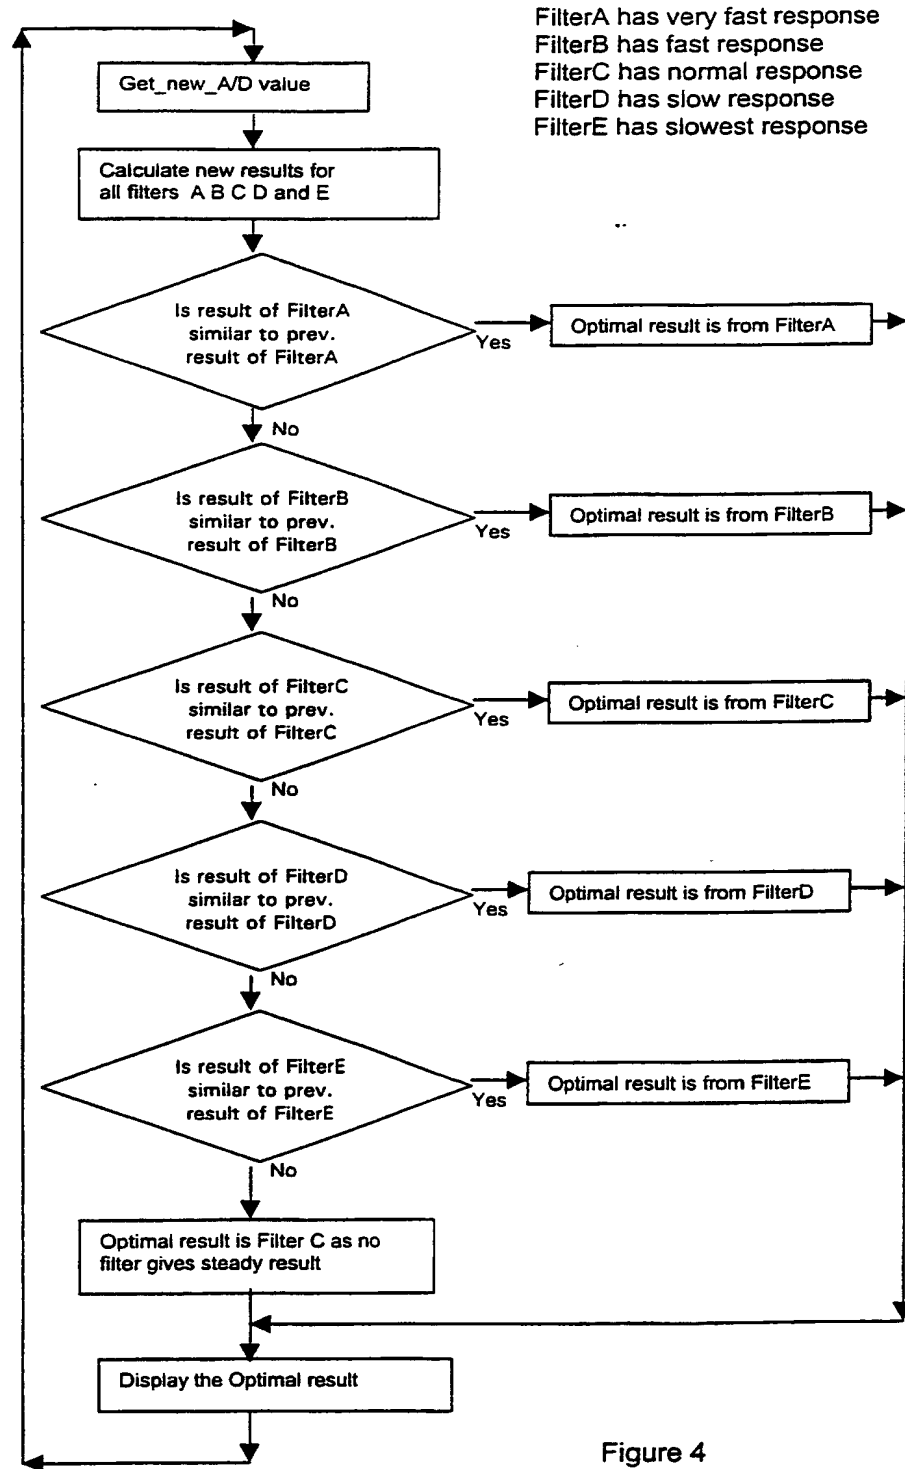 FilterA has very fast response
FilterB has fast response
FilterC has normal response
FilterD has slow response
FilterE has slowest response
Get_new_A/D value
Calculate new results for
all filters A B C D and E
Is result of FilterA
similar to prev.
result of FilterA
Yes
Optimal result is from FilterA
No
Is result of FilterB
similar to prev.
result of FilterB
Yes
Optimal result is from FilterB
No
Is result of FilterC
similar to prev.
result of FilterC
Yes
Optimal result is from FilterC
No
Is result of FilterD
similar to prev.
result of FilterD
Yes
Optimal result is from FilterD
No
Is result of FilterE
similar to prev.
result of FilterE
Yes
Optimal result is from FilterE
No
Optimal result is Filter C as no
filter gives steady result
Display the Optimal result
Figure 4